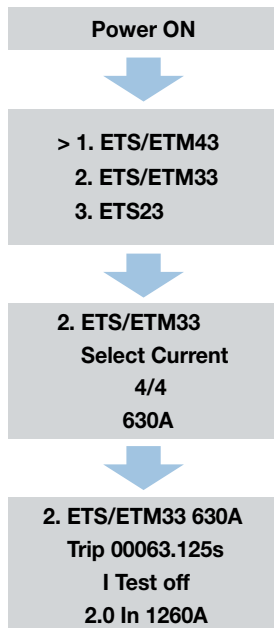 Power ON
> 1. ETS/ETM43
2. ETS/ETM33
3. ETS23
2. ETS/ETM33
Select Current
4/4
630A
2. ETS/ETM33 630A
Trip 00063.125s
I Test off
2.0 In 1260A